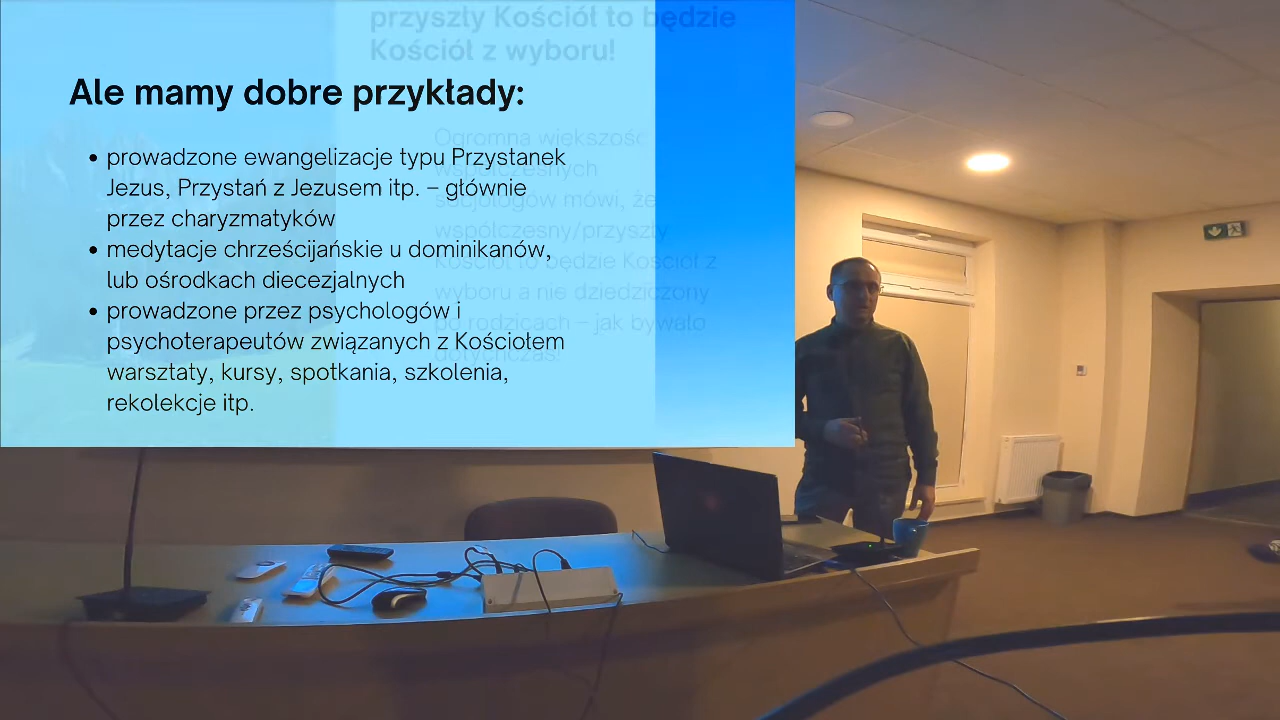 przyszły Kościół to będzie
Kościół z wyboru!
Ale mamy dobre przykłady:
• prowadzone ewangelizacje typu Przystanek
Jezus, Przystań z Jezusem itp. – głównie
przez charyzmatyków
• medytacje chrześcijańskie u dominikanów,
lub ośrodkach diecezjalnych
• prowadzone przez psychologów i
psychoterapeutów związanych z Kościołem
warsztaty, kursy, spotkania, szkolenia,
rekolekcje itp.
Ogromna większość
współczesnych
socjologów mówi, że
współczesny/przyszły
Kościół to będzie Kościół z
wyboru a nie dziedziczony
po rodzicach – jak bywało
dotychczas!